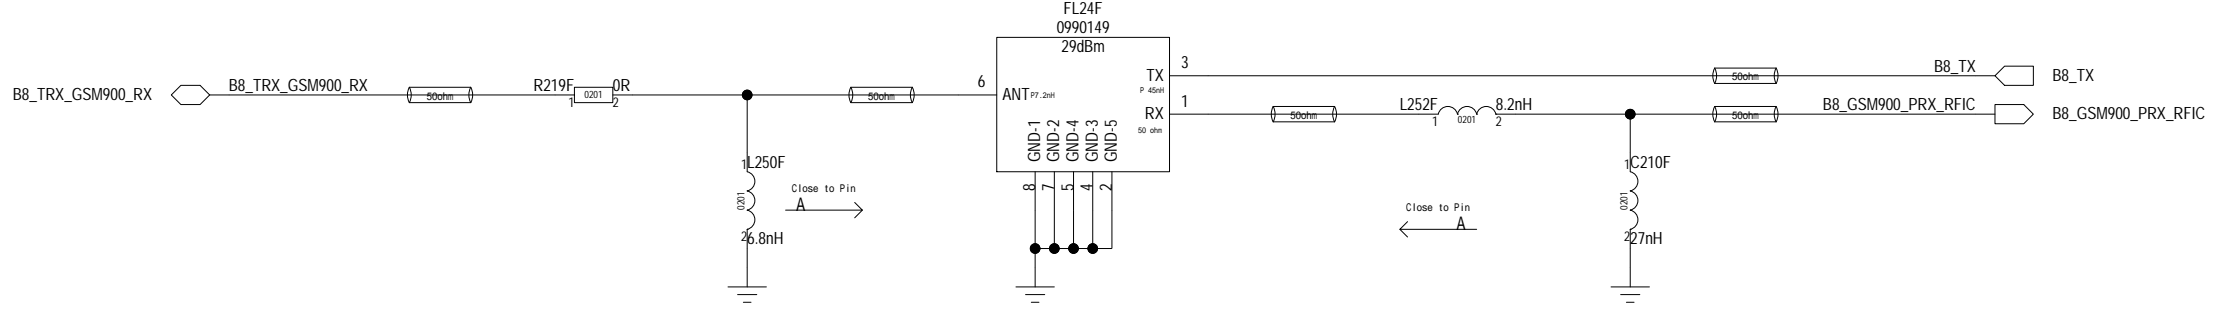 FL24F
0990149
29dBm
B8_TRX_GSM900_RX
B8_TRX_GSM900_RX
50ohm
R219F
0R
1
0201
2
50ohm
6
ANT
P7.2nH
TX
P 45nH
RX
50 ohm
3
1
GND-1
GND-2
GND-4
GND-3
GND-5
8
7
5
4
2
50ohm
B8_TX
B8_TX
50ohm
L252F
8.2nH
1
0201
2
50ohm
B8_GSM900_PRX_RFIC
B8_GSM900_PRX_RFIC
1
L250F
0201
2
6.8nH
Close to Pin
A
Close to Pin
A
1
C210F
0201
2
27nH